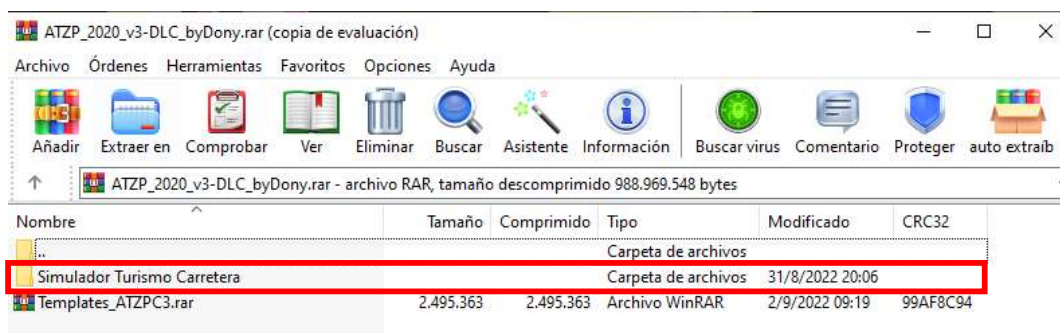 ATZP_2020_v3-DLC_byDony.rar (copia de evaluación)
Archivo Órdenes Herramientas Favoritos Opciones Ayuda
Añadir Extraer en Comprobar Ver Eliminar Buscar Asistente Información Buscar virus Comentario Proteger auto extraíb
ATZP_2020_v3-DLC_byDony.rar - archivo RAR, tamaño descomprimido 988.969.548 bytes
Nombre Tamaño Comprimido Tipo Modificado CRC32
.. Carpeta de archivos
Simulador Turismo Carretera Carpeta de archivos 31/8/2022 20:06
Templates_ATZPC3.rar 2.495.363 2.495.363 Archivo WinRAR 2/9/2022 09:19 99AF8C94